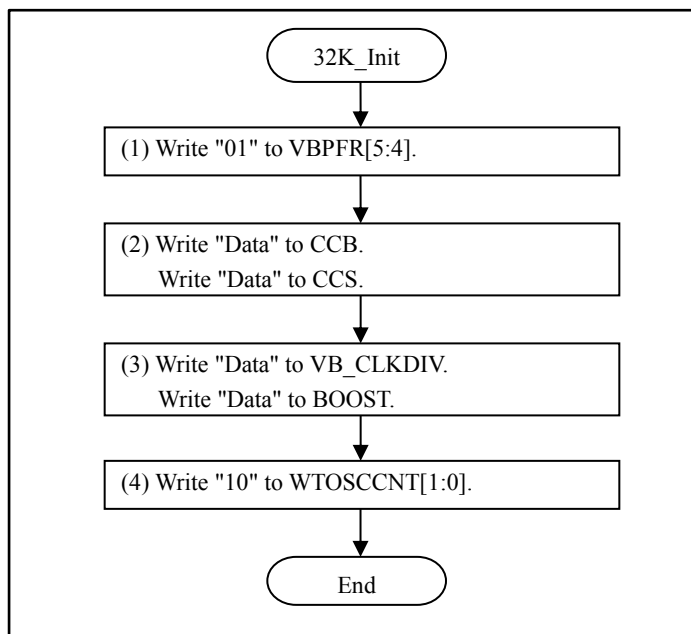 32K_Init
(1) Write "01" to VBPFR[5:4].
(2) Write "Data" to CCB.
Write "Data" to CCS.
(3) Write "Data" to VB_CLKDIV.
Write "Data" to BOOST.
(4) Write "10" to WTOSCCNT[1:0].
End